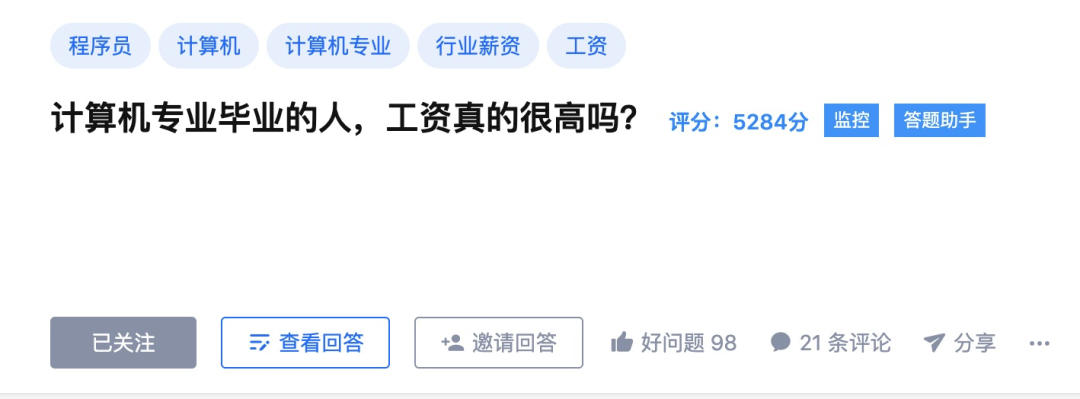 程序员 计算机 计算机专业 行业薪资 工资
计算机专业毕业的人，工资真的很高吗？ 评分：5284分 监控 答题助手
已关注 查看回答 邀请回答 好问题 98 21 条评论 分享 ...